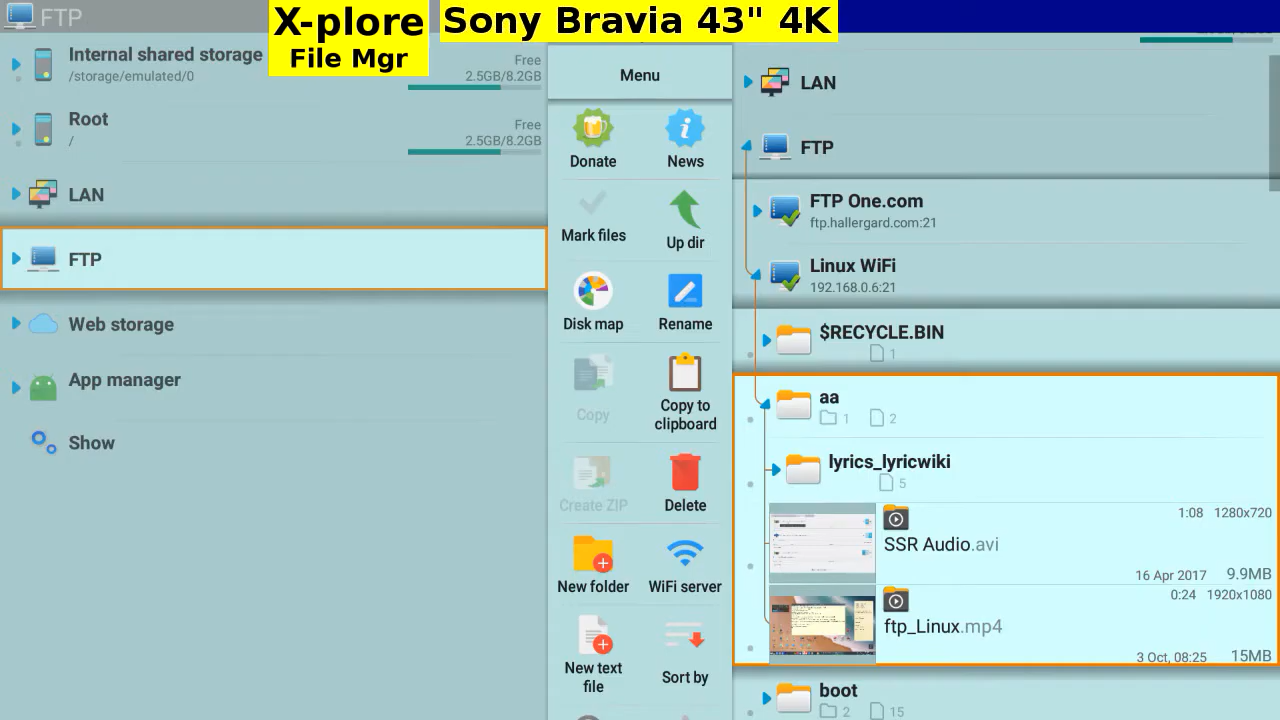 FTP
X-plore
File Mgr
Sony Bravia 43" 4K
Internal shared storage
/storage/emulated/0
Free
2.5GB/8.2GB
Root
/
Free
2.5GB/8.2GB
LAN
FTP
Web storage
App manager
Show
Menu
Donate
News
Mark files
Up dir
Disk map
Rename
Copy
Copy to
clipboard
Create ZIP
Delete
New folder
WiFi server
New text
file
Sort by
LAN
FTP
FTP One.com
ftp.hallergard.com:21
Linux WiFi
192.168.0.6:21
$RECYCLE.BIN
1
aa
1 2
lyrics_lyricwiki
5
1:08 1280x720
SSR Audio.avi
16 Apr 2017 9.9MB
0:24 1920x1080
ftp_Linux.mp4
3 Oct, 08:25 15MB
boot
2 15